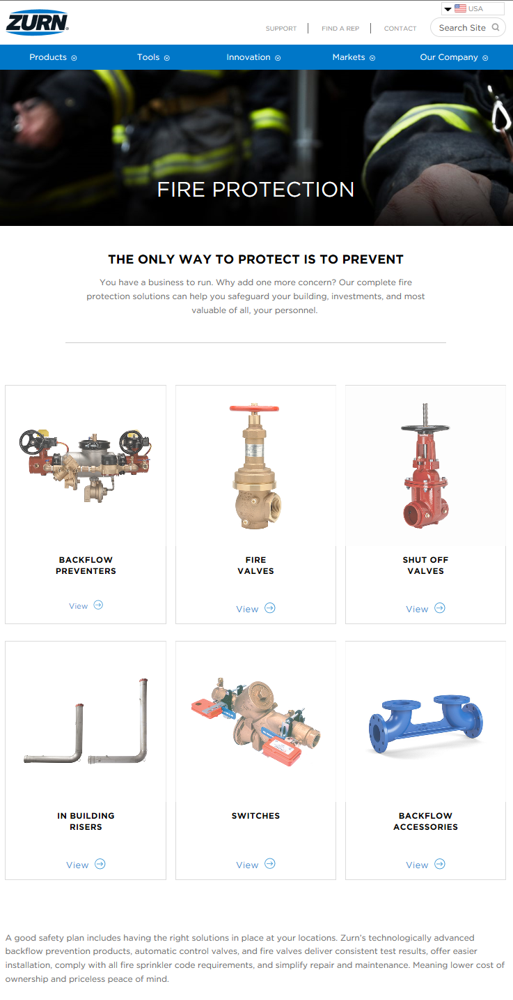 ZURN
USA
SUPPORT
FIND A REP
CONTACT
Search Site
Products
Tools
Innovation
Markets
Our Company
FIRE PROTECTION
THE ONLY WAY TO PROTECT IS TO PREVENT
You have a business to run. Why add one more concern? Our complete fire
protection solutions can help you safeguard your building, investments, and most
valuable of all, your personnel.
BACKFLOW
PREVENTERS
View
FIRE
VALVES
View
SHUT OFF
VALVES
View
IN BUILDING
RISERS
View
SWITCHES
View
BACKFLOW
ACCESSORIES
View
A good safety plan includes having the right solutions in place at your locations. Zurn’s technologically advanced
backflow prevention products, automatic control valves, and fire valves deliver consistent test results, offer easier
installation, comply with all fire sprinkler code requirements, and simplify repair and maintenance. Meaning lower cost of
ownership and priceless peace of mind.